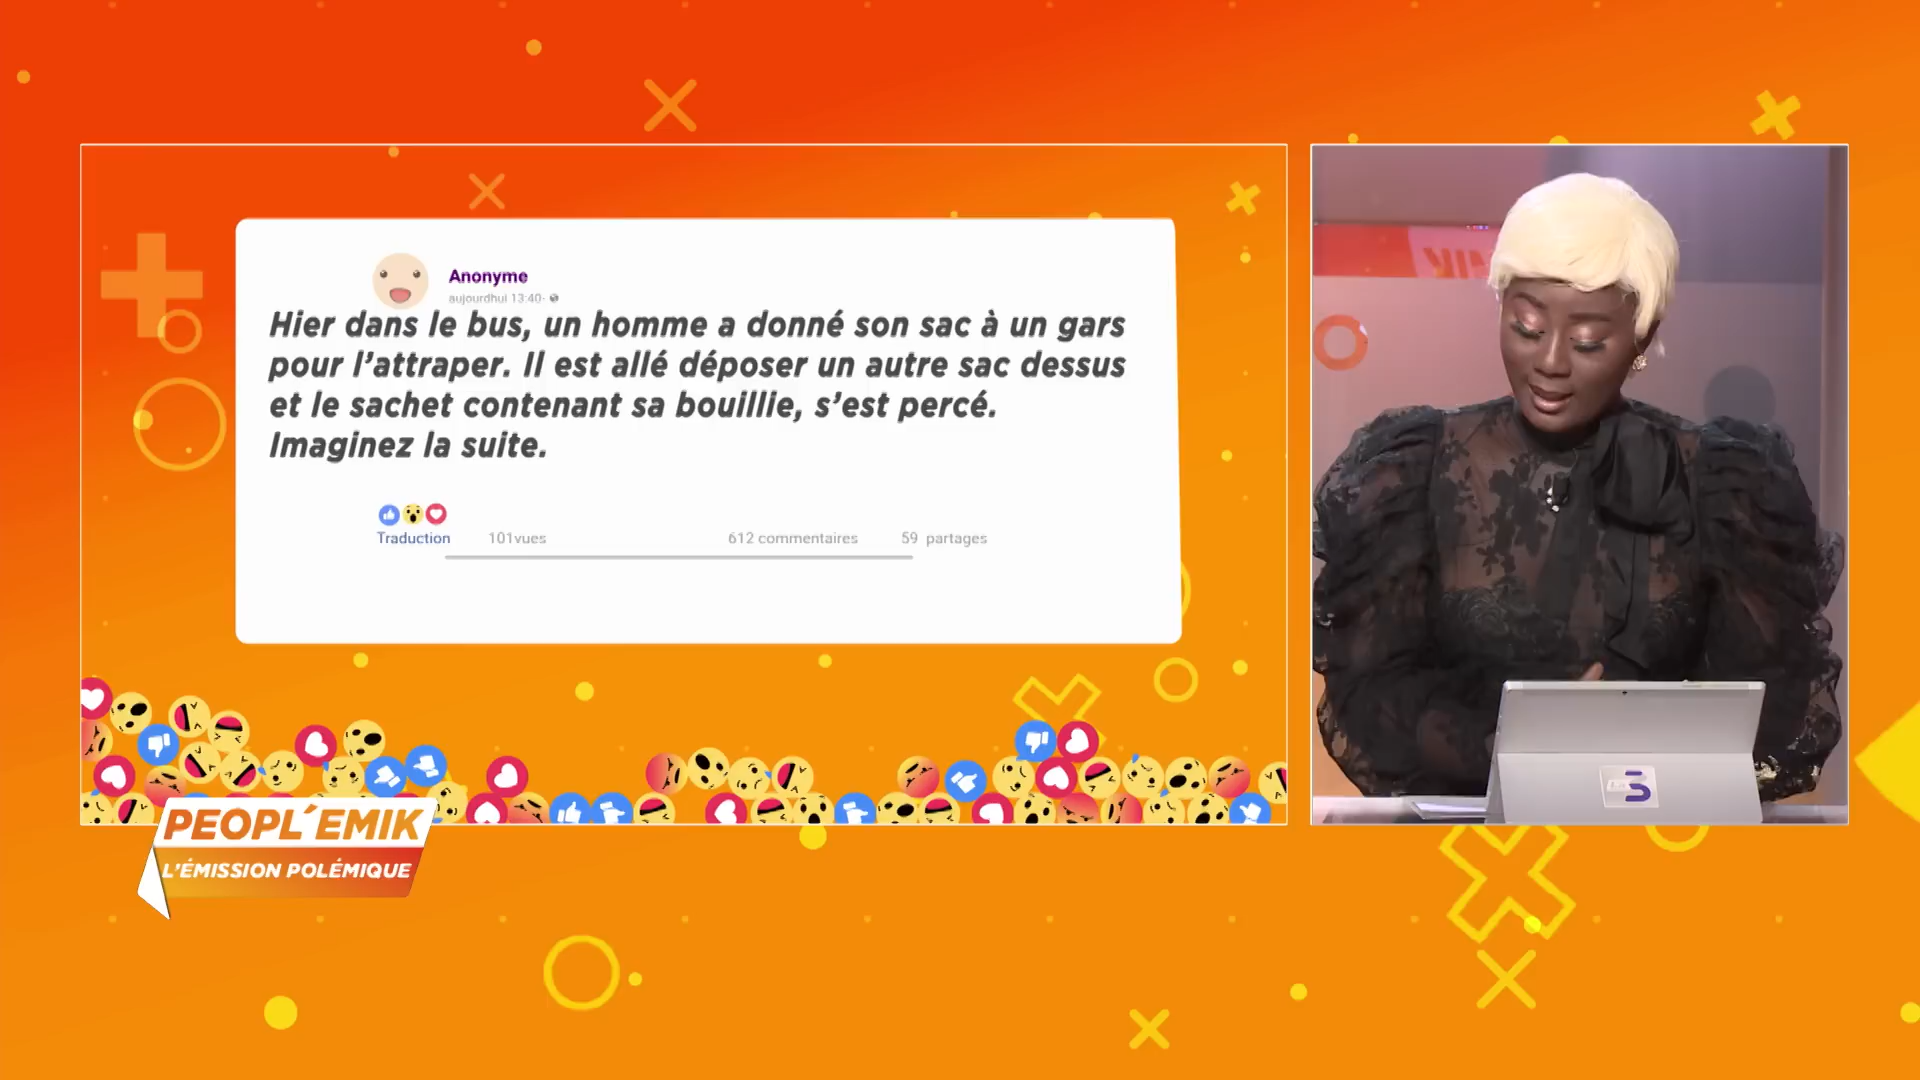 Anonyme
aujourdhui 13:40-
Hier dans le bus, un homme a donné son sac à un gars
pour l’attraper. Il est allé déposer un autre sac dessus
et le sachet contenant sa bouillie, s’est percé.
Imaginez la suite.
Traduction 101vues 612 commentaires 59 partages
PEOPL´EMIK
L’ÉMISSION POLÉMIQUE
3